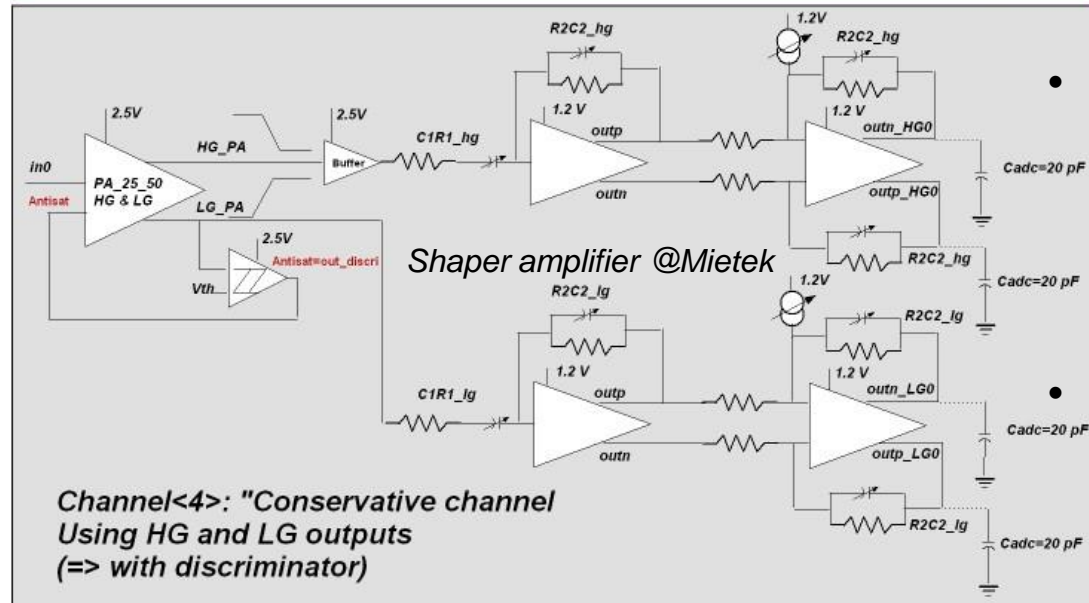 1.2V
R2C2_hg
R2C2_hg
2.5V
2.5V
1.2 V
1.2 V
C1R1_hg
outp
outn_HG0
HG_PA
Buffer
in0
PA_25_50
HG & LG
Cadc=20 pF
Antisat
outn
outp_HG0
LG_PA
2.5V
Antisat=out_discri
Shaper amplifier @Mietek
R2C2_hg
Cadc=20 pF
Vth
1.2V
R2C2_lg
R2C2_lg
1.2 V
1.2 V
C1R1_lg
outp
outn_LG0
Cadc=20 pF
outn
outp_LG0
Channel<4>: "Conservative channel
Using HG and LG outputs
(=> with discriminator)
R2C2_lg
Cadc=20 pF